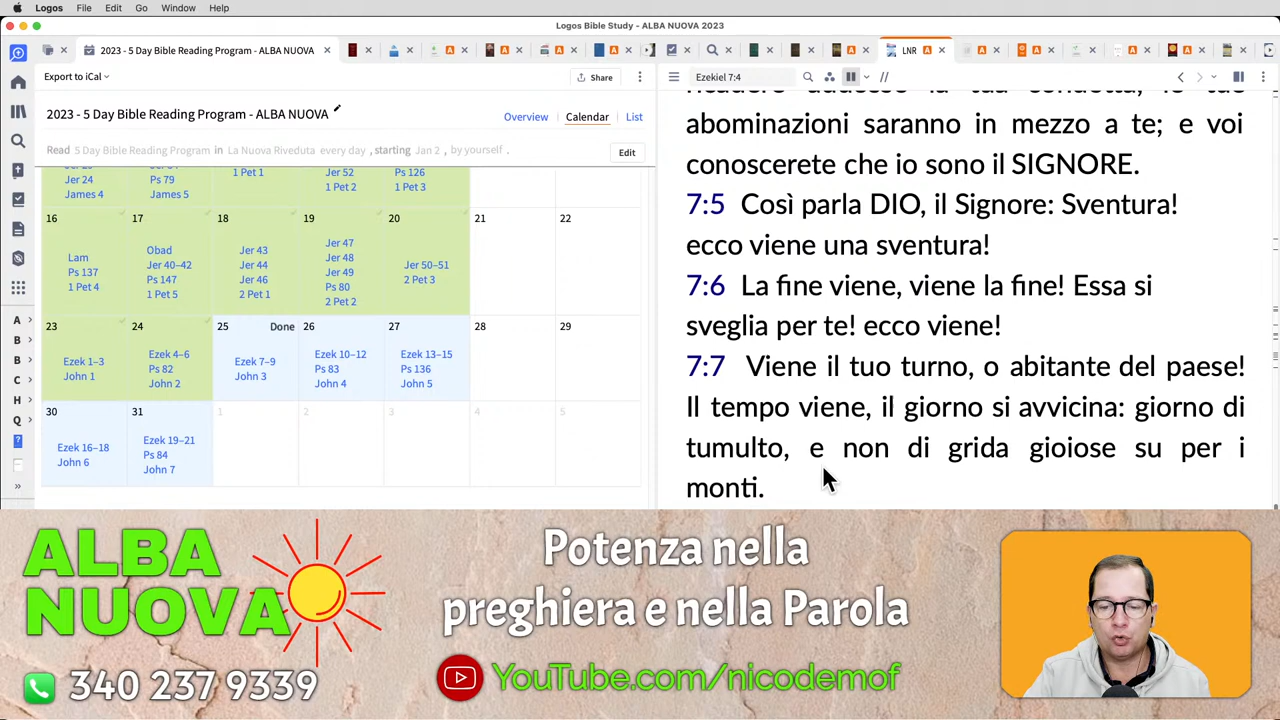 Logos File Edit Go Window Help
Logos Bible Study - ALBA NUOVA 2023
2023 - 5 Day Bible Reading Program - ALBA NUOVA
LNR
Export to iCal
Share
Ezekiel 7:4
2023 - 5 Day Bible Reading Program - ALBA NUOVA
Overview Calendar List
Read 5 Day Bible Reading Program in La Nuova Riveduta every day , starting Jan 2 , by yourself .
Edit
Jer 24
James 4
Ps 79
James 5
1 Pet 1
Jer 52
1 Pet 2
Ps 126
1 Pet 3
16 17 18 19 20 21 22
Lam
Ps 137
1 Pet 4
Obad
Jer 40–42
Ps 147
1 Pet 5
Jer 43
Jer 44
Jer 46
2 Pet 1
Jer 47
Jer 48
Jer 49
Ps 80
2 Pet 2
Jer 50–51
2 Pet 3
23 24 25 Done 26 27 28 29
Ezek 1–3
John 1
Ezek 4–6
Ps 82
John 2
Ezek 7–9
John 3
Ezek 10–12
Ps 83
John 4
Ezek 13–15
Ps 136
John 5
30 31 1 2 3 4 5
Ezek 16–18
John 6
Ezek 19–21
Ps 84
John 7
A
B
B
C
H
Q
abominazioni saranno in mezzo a te; e voi
conoscerete che io sono il SIGNORE.
7:5 Così parla DIO, il Signore: Sventura!
ecco viene una sventura!
7:6 La fine viene, viene la fine! Essa si
sveglia per te! ecco viene!
7:7 Viene il tuo turno, o abitante del paese!
Il tempo viene, il giorno si avvicina: giorno di
tumulto, e non di grida gioiose su per i
monti.
ALBA
NUOVA
340 237 9339
Potenza nella
preghiera e nella Parola
YouTube.com/nicodemof